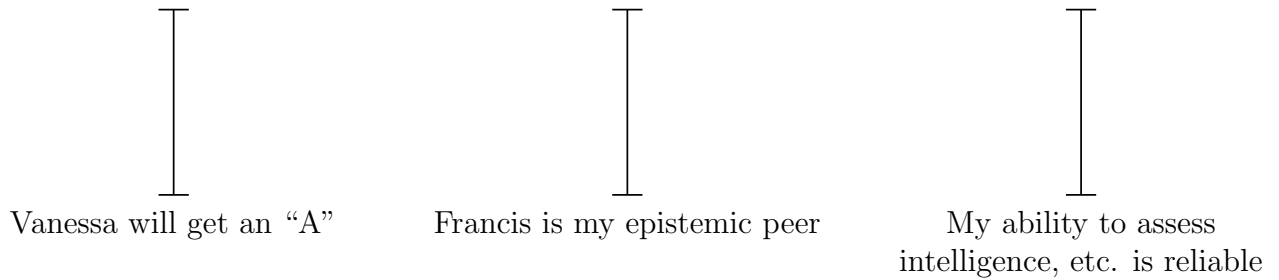 Vanessa will get an “A”
Francis is my epistemic peer
My ability to assess
intelligence, etc. is reliable